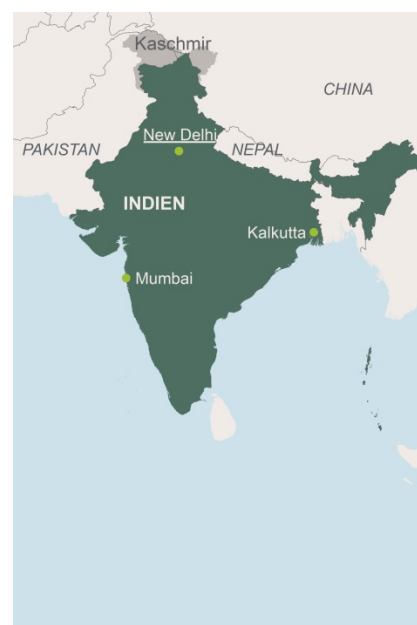 Kaschmir
CHINA
New Delhi
PAKISTAN
NEPAL
INDIEN
Kalkutta
Mumbai